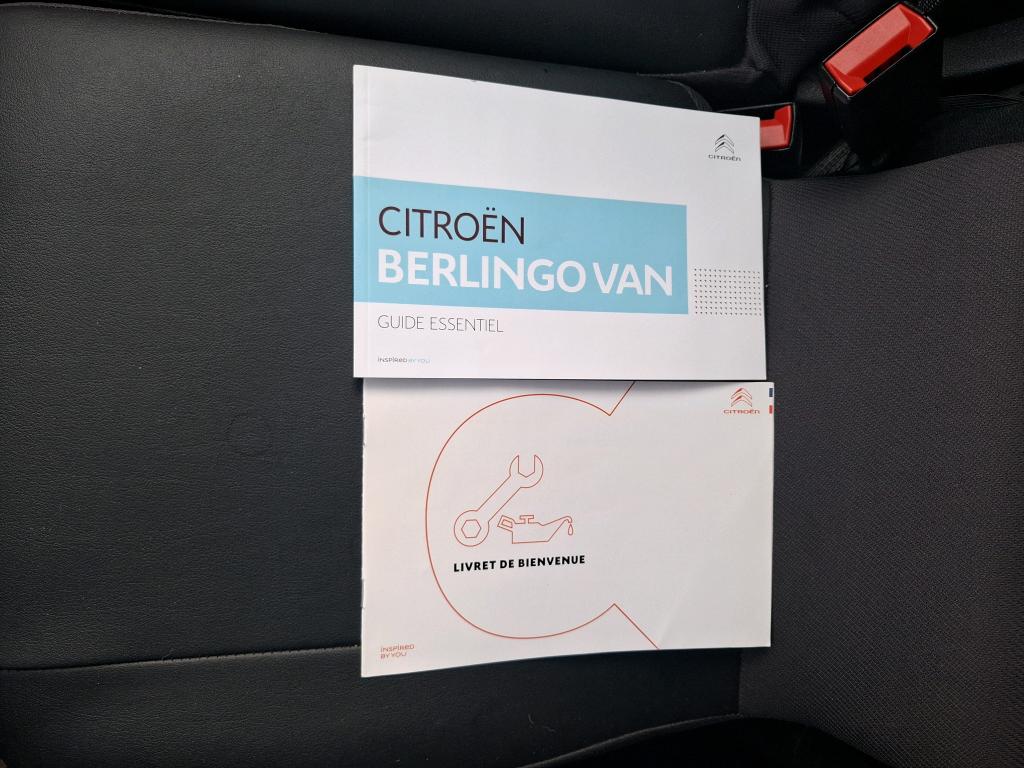 CITROËN
CITROËN
BERLINGO VAN
GUIDE ESSENTIEL
INSPIRED BY YOU
CITROËN
LIVRET DE BIENVENUE
INSPIRED
BY YOU